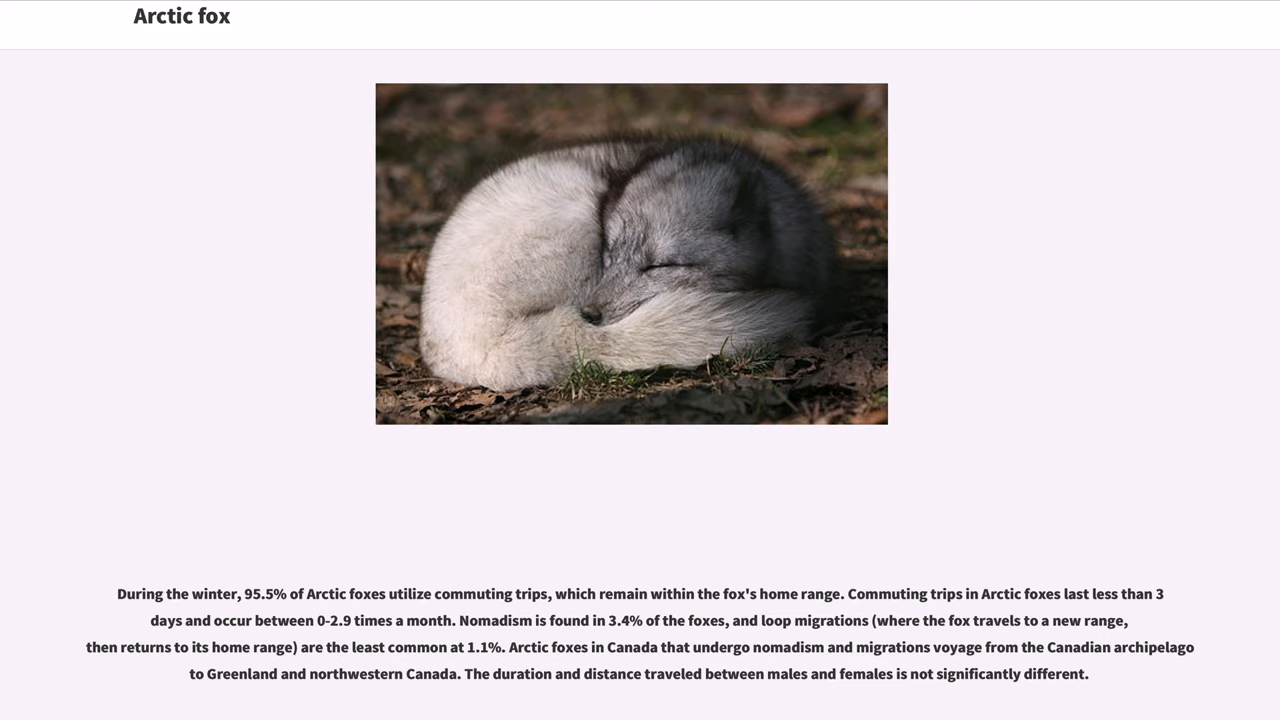 Arctic fox
During the winter, 95.5% of Arctic foxes utilize commuting trips, which remain within the fox's home range. Commuting trips in Arctic foxes last less than 3
days and occur between 0-2.9 times a month. Nomadism is found in 3.4% of the foxes, and loop migrations (where the fox travels to a new range,
then returns to its home range) are the least common at 1.1%. Arctic foxes in Canada that undergo nomadism and migrations voyage from the Canadian archipelago
to Greenland and northwestern Canada. The duration and distance traveled between males and females is not significantly different.